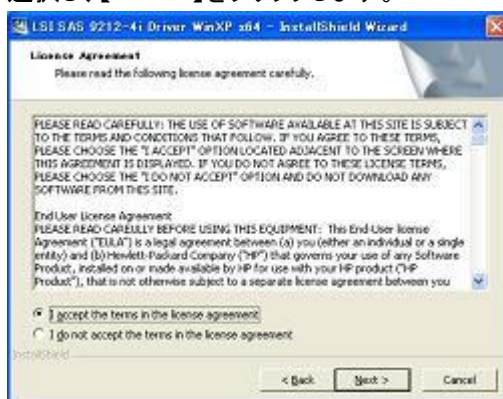 LSI SAS 9212-4i Driver WinXP x64 - InstallShield Wizard
License Agreement
Please read the following license agreement carefully.
PLEASE READ CAREFULLY: THE USE OF SOFTWARE AVAILABLE AT THIS SITE IS SUBJECT
TO THE TERMS AND CONDITIONS THAT FOLLOW. IF YOU AGREE TO THESE TERMS,
PLEASE CHOOSE THE "I ACCEPT" OPTION LOCATED ADJACENT TO THE SCREEN WHERE
THIS AGREEMENT IS DISPLAYED. IF YOU DO NOT AGREE TO THESE LICENSE TERMS,
PLEASE CHOOSE THE "I DO NOT ACCEPT" OPTION AND DO NOT DOWNLOAD ANY
SOFTWARE FROM THIS SITE.
End User License Agreement
PLEASE READ CAREULLY BEFORE USING THIS EQUIPMENT: This End-User license
Agreement ("EULA") is a legal agreement between (a) you (either an individual or a single
entity) and (b) Hewlett-Packard Company ("HP") that governs your use of any Software
Product, installed on or made available by HP for use with your HP product ("HP
Product"), that is not otherwise subject to a separate license agreement between you
I accept the terms in the license agreement
I do not accept the terms in the license agreement
InstallShield
< Back
Next >
Cancel